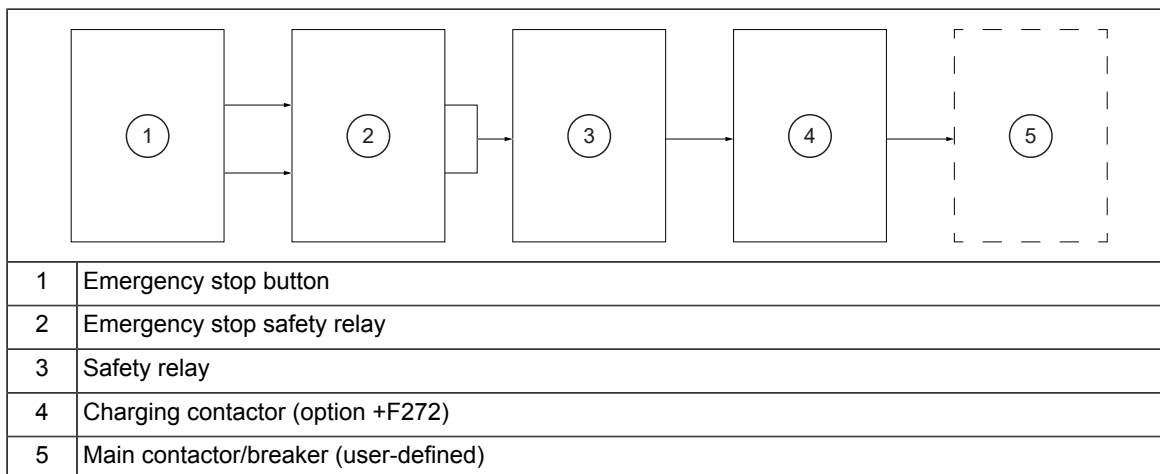 1 2 3 4 5
1 Emergency stop button
2 Emergency stop safety relay
3 Safety relay
4 Charging contactor (option +F272)
5 Main contactor/breaker (user-defined)